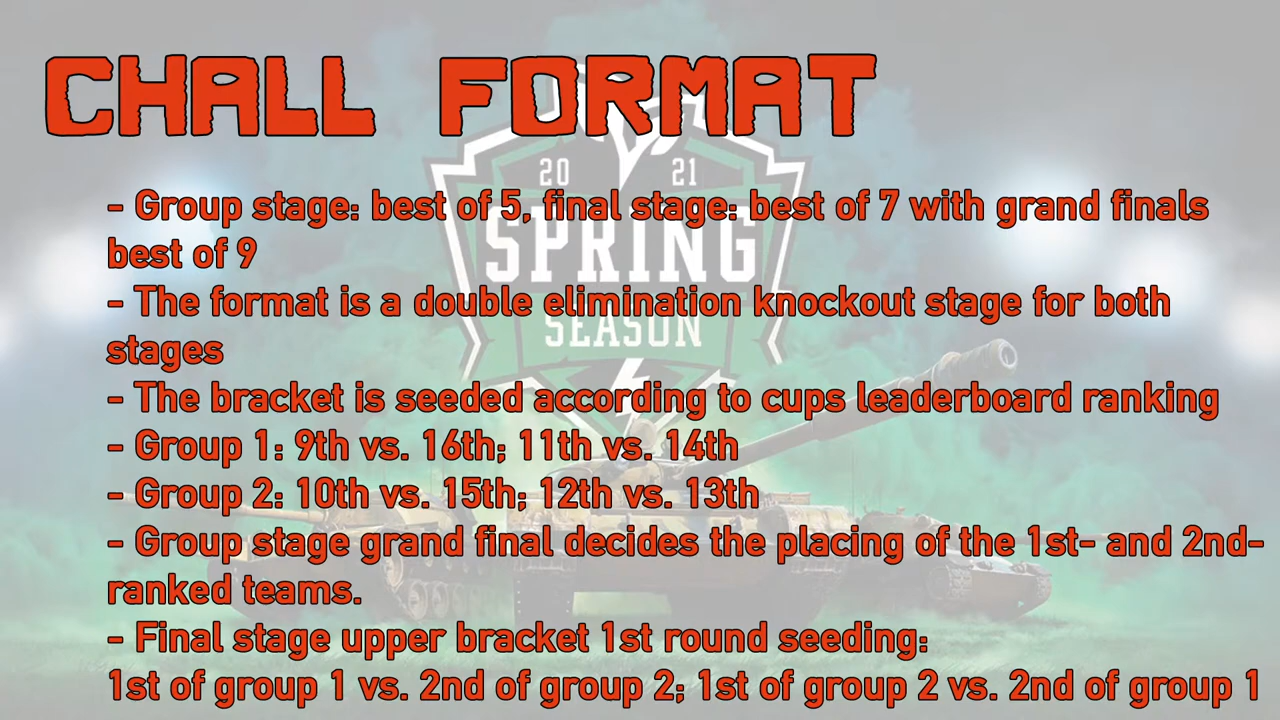 CHALL FORMAT
20 21
SPRING
SEASON
- Group stage: best of 5, final stage: best of 7 with grand finals
best of 9
- The format is a double elimination knockout stage for both
stages
- The bracket is seeded according to cups leaderboard ranking
- Group 1: 9th vs. 16th; 11th vs. 14th
- Group 2: 10th vs. 15th; 12th vs. 13th
- Group stage grand final decides the placing of the 1st- and 2nd-
ranked teams.
- Final stage upper bracket 1st round seeding:
1st of group 1 vs. 2nd of group 2; 1st of group 2 vs. 2nd of group 1